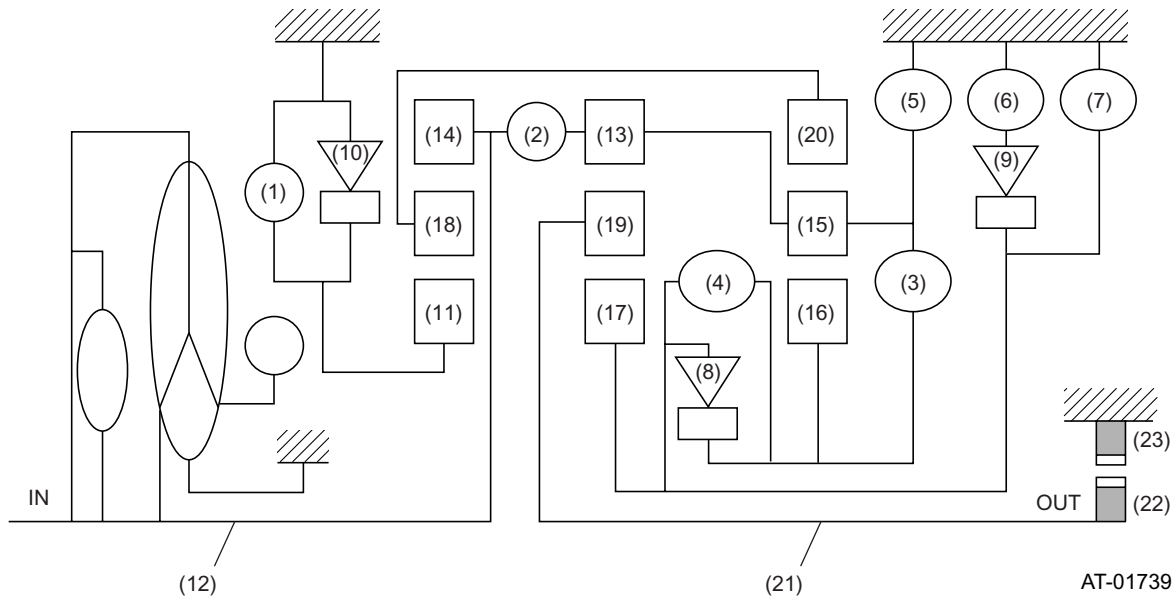 (5) (6) (7)
(14) (2) (13) (20)
(10) (9)
(1)
(18) (19) (15)
(4) (3)
(11) (17) (16)
(8)
(23)
IN OUT (22)
(12) (21) AT-01739